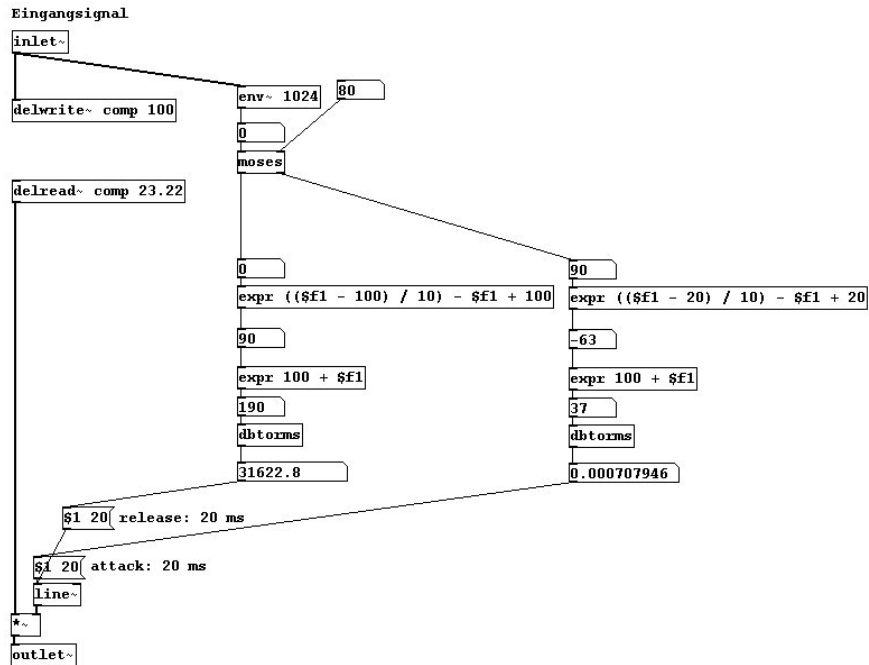 Eingangsignal
inlet~
env~ 1024
80
delwrite~ comp 100
0
moses
delread~ comp 23.22
0
90
expr (($f1 - 100) / 10) - $f1 + 100
expr (($f1 - 20) / 10) - $f1 + 20
90
-63
expr 100 + $f1
expr 100 + $f1
190
37
dbtorms
dbtorms
31622.8
0.000707946
$1 20
release: 20 ms
$1 20
attack: 20 ms
line~
*~
outlet~